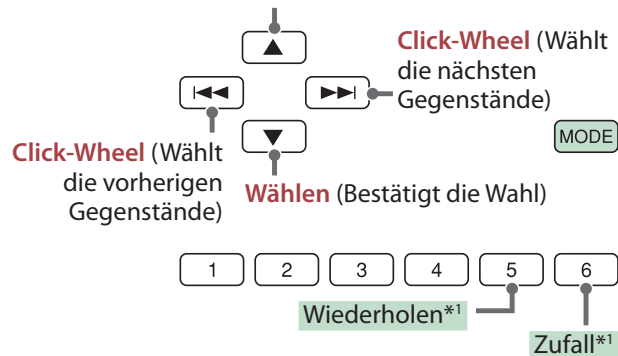 Click-Wheel (Wählt
die nächsten
Gegenstände)
MODE
Click-Wheel (Wählt
die vorherigen
Gegenstände)
Wählen (Bestätigt die Wahl)
1 2 3 4 5 6
Wiederholen*1
Zufall*1